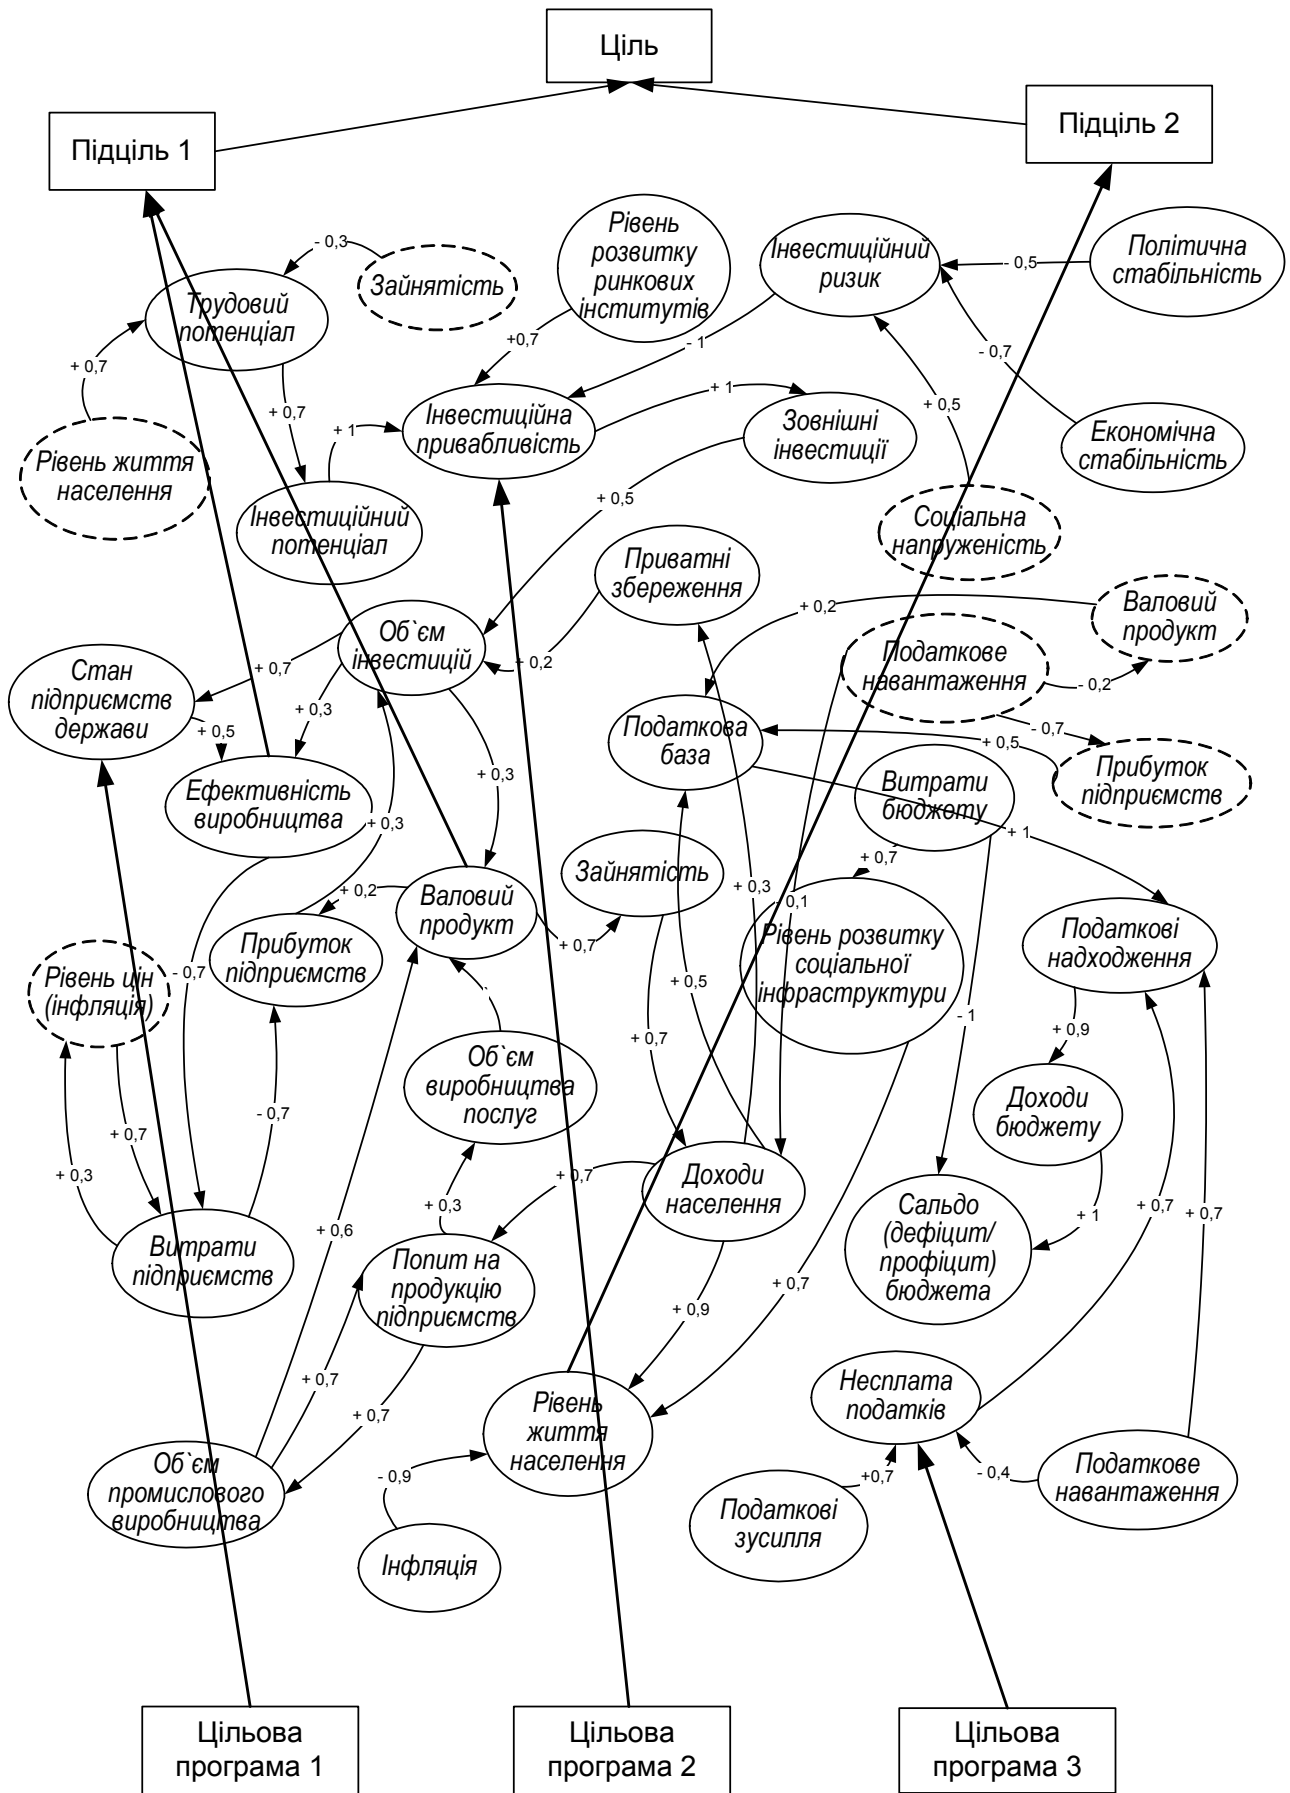 Ціль
Підціль 1
Підціль 2
Рівень
розвитку
ринкових
інститутів
Інвестиційний
ризик
Політична
стабільність
- 0,3
Зайнятість
Трудовий
потенціал
- 0,5
+0,7
- 1
- 0,7
+ 0,7
+ 0,7
+ 1
+ 1
+ 0,5
Інвестиційна
привабливість
Зовнішні
інвестиції
Економічна
стабільність
Рівень життя
населення
Інвестиційний
потенціал
+ 0,5
Соціальна
напруженість
Приватні
збереження
+ 0,2
Валовий
продукт
Об`єм
інвестицій
+ 0,2
Податкове
навантаження
- 0,2
Стан
підприємств
держави
+ 0,7
+ 0,3
+ 0,5
Податкова
база
+ 0,5
- 0,7
Прибуток
підприємств
Ефективність
виробництва
+ 0,3
+ 0,3
Витрати
бюджету
+ 1
+ 0,7
Зайнятість
+ 0,3
- 0,1
Валовий
продукт
+ 0,2
+ 0,7
Прибуток
підприємств
Рівень цін
(інфляція)
- 0,7
Рівень розвитку
соціальної
інфраструктури
Податкові
надходження
+ 0,5
- 1
+ 0,9
Об`єм
виробництва
послуг
+ 0,7
- 0,7
+ 0,7
+ 0,3
Доходи
бюджету
Доходи
населення
+ 0,7
+ 0,3
+ 0,6
Сальдо
(дефіцит/
профіцит)
бюджета
+ 1
+ 0,7
+ 0,7
Витрати
підприємств
Попит на
продукцію
підприємств
+ 0,9
+ 0,7
+ 0,7
+ 0,7
Несплата
податків
Рівень
життя
населення
Об`єм
промислового
виробництва
- 0,9
+0,7
- 0,4
Податкове
навантаження
Податкові
зусилля
Інфляція
Цільова
програма 1
Цільова
програма 2
Цільова
програма 3